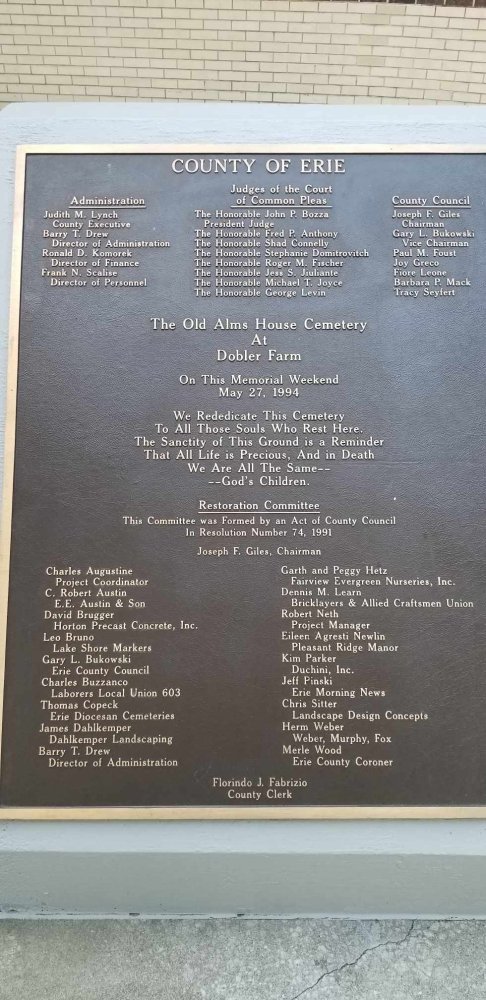 COUNTY OF ERIE
Administration
Judith M. Lynch
County Executive
Barry T. Drew
Director of Administration
Ronald D. Komorek
Director of Finance
Frank N. Scalise
Director of Personnel
Judges of the Court
of Common Pleas
The Honorable John P. Bozza
President Judge
The Honorable Fred P. Anthony
The Honorable Shad Connelly
The Honorable Stephanie Domitrovitch
The Honorable Roger M. Fischer
The Honorable Jess S. Juliante
The Honorable Michael T. Joyce
The Honorable George Levin
County Council
Joseph F. Giles
Chairman
Gary L. Bukowski
Vice Chairman
Paul M. Foust
Joy Greco
Fiore Leone
Barbara P. Mack
Tracy Seyfert
The Old Alms House Cemetery
At
Dobler Farm
On This Memorial Weekend
May 27, 1994
We Rededicate This Cemetery
To All Those Souls Who Rest Here.
The Sanctity of This Ground is a Reminder
That All Life is Precious, And in Death
We Are All The Same--
--God's Children.
Restoration Committee
This Committee was Formed by an Act of County Council
In Resolution Number 74, 1991
Joseph F. Giles, Chairman
Charles Augustine
Project Coordinator
C. Robert Austin
E.E. Austin & Son
David Brugger
Horton Precast Concrete, Inc.
Leo Bruno
Lake Shore Markers
Gary L. Bukowski
Erie County Council
Charles Buzzanco
Laborers Local Union 603
Thomas Copeck
Erie Diocesan Cemeteries
James Dahlkemper
Dahlkemper Landscaping
Barry T. Drew
Director of Administration
Garth and Peggy Hetz
Fairview Evergreen Nurseries, Inc.
Dennis M. Learn
Bricklayers & Allied Craftsmen Union
Robert Neth
Project Manager
Eileen Agresti Newlin
Pleasant Ridge Manor
Kim Parker
Duchini, Inc.
Jeff Pinski
Erie Morning News
Chris Sitter
Landscape Design Concepts
Herm Weber
Weber, Murphy, Fox
Merle Wood
Erie County Coroner
Florindo J. Fabrizio
County Clerk